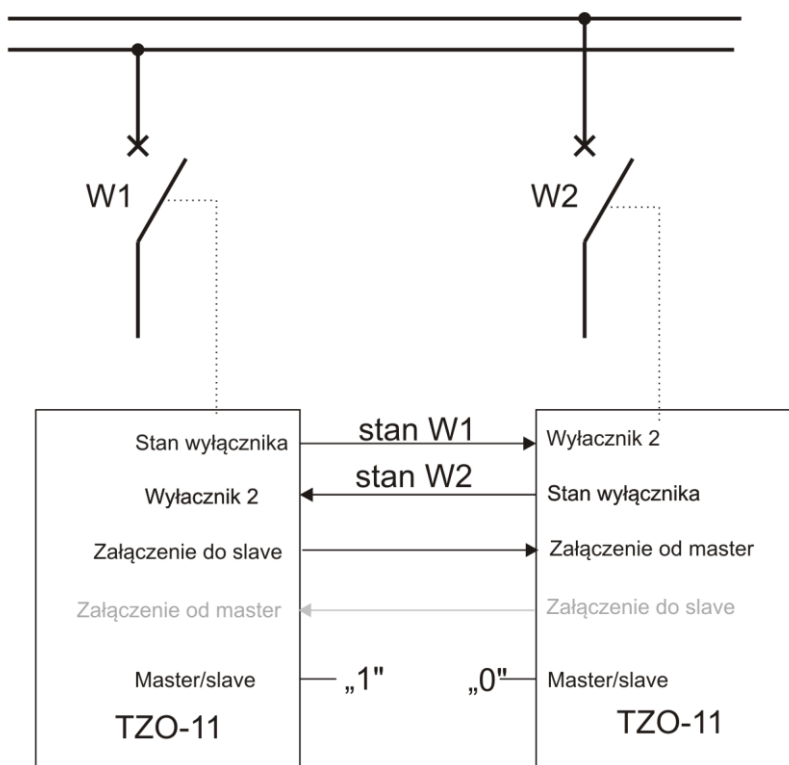 W1
W2
Stan wyłącznika
stan W1
Wyłacznik 2
Wyłacznik 2
stan W2
Stan wyłącznika
Załączenie do slave
Załączenie od master
Załączenie od master
Załączenie do slave
Master/slave
„1"
„0"
Master/slave
TZO-11
TZO-11